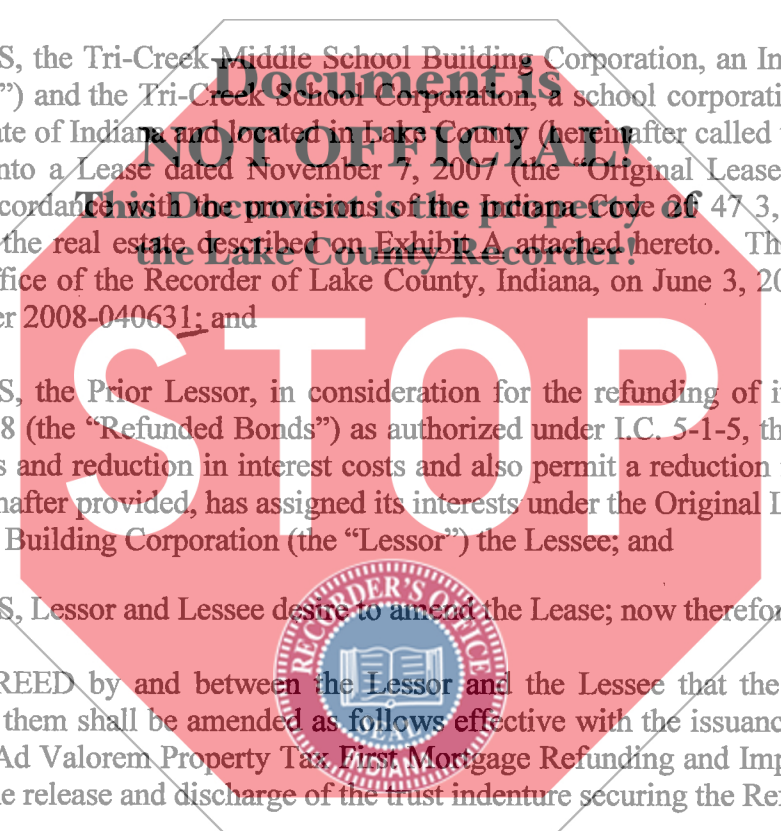 S, the Tri-Creek Middle School Building Corporation, an In
Document is
”) and the Tri-Creek School Corporation, a school corporati
ate of Indiana and located in Lake County (hereinafter called
NOT OFFICIAL!
nto a Lease dated November 7, 2007 (the “Original Lease
This Document is the property of
cordance with the provisions of the Indiana Code 20 47 3,
the real estate described on Exhibit A attached hereto. Th
the Lake County Recorder!
fice of the Recorder of Lake County, Indiana, on June 3, 20
er 2008-040631; and
STOP
S, the Prior Lessor, in consideration for the refunding of i
8 (the “Refunded Bonds”) as authorized under I.C. 5-1-5, th
s and reduction in interest costs and also permit a reduction
nafter provided, has assigned its interests under the Original L
Building Corporation (the “Lessor”) the Lessee; and
S, Lessor and Lessee desire to amend the Lease; now therefor
RECORDER'S OFFICE
REED by and between the Lessor and the Lessee that the
them shall be amended as follows effective with the issuanc
SEAL
Ad Valorem Property Tax First Mortgage Refunding and Imp
INDIANA
e release and discharge of the trust indenture securing the Re